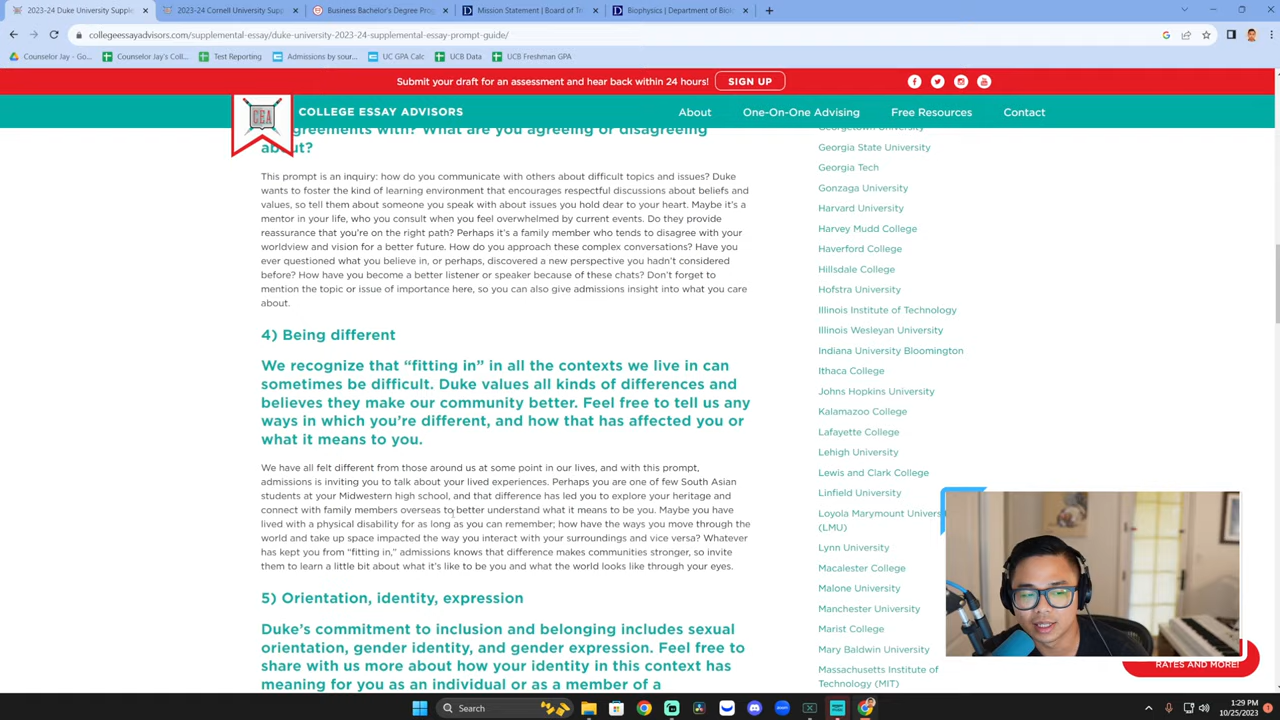 2023-24 Duke University Supple
2023-24 Cornell University Supp
Business Bachelor's Degree Prog
Mission Statement | Board of Tr
Biophysics | Department of Biol
collegeessayadvisors.com/supplemental-essay/duke-university-2023-24-supplemental-essay-prompt-guide/
Counselor Jay - Go...
Counselor Jay's Coll...
Test Reporting
Admissions by sour...
UC GPA Calc
UCB Data
UCB Freshman GPA
Submit your draft for an assessment and hear back within 24 hours!
SIGN UP
CEA
COLLEGE ESSAY ADVISORS
About
One-On-One Advising
Free Resources
Contact
agreements with? What are you agreeing or disagreeing
about?
This prompt is an inquiry: how do you communicate with others about difficult topics and issues? Duke
wants to foster the kind of learning environment that encourages respectful discussions about beliefs and
values, so tell them about someone you speak with about issues you hold dear to your heart. Maybe it's a
mentor in your life, who you consult when you feel overwhelmed by current events. Do they provide
reassurance that you're on the right path? Perhaps it's a family member who tends to disagree with your
worldview and vision for a better future. How do you approach these complex conversations? Have you
ever questioned what you believe in, or perhaps, discovered a new perspective you hadn't considered
before? How have you become a better listener or speaker because of these chats? Don't forget to
mention the topic or issue of importance here, so you can also give admissions insight into what you care
about.
4) Being different
We recognize that “fitting in” in all the contexts we live in can
sometimes be difficult. Duke values all kinds of differences and
believes they make our community better. Feel free to tell us any
ways in which you're different, and how that has affected you or
what it means to you.
We have all felt different from those around us at some point in our lives, and with this prompt,
admissions is inviting you to talk about your lived experiences. Perhaps you are one of few South Asian
students at your Midwestern high school, and that difference has led you to explore your heritage and
connect with family members overseas to better understand what it means to be you. Maybe you have
lived with a physical disability for as long as you can remember; how have the ways you move through the
world and take up space impacted the way you interact with your surroundings and vice versa? Whatever
has kept you from “fitting in,” admissions knows that difference makes communities stronger, so invite
them to learn a little bit about what it's like to be you and what the world looks like through your eyes.
5) Orientation, identity, expression
Duke's commitment to inclusion and belonging includes sexual
orientation, gender identity, and gender expression. Feel free to
share with us more about how your identity in this context has
meaning for you as an individual or as a member of a
Georgetown University
Georgia State University
Georgia Tech
Gonzaga University
Harvard University
Harvey Mudd College
Haverford College
Hillsdale College
Hofstra University
Illinois Institute of Technology
Illinois Wesleyan University
Indiana University Bloomington
Ithaca College
Johns Hopkins University
Kalamazoo College
Lafayette College
Lehigh University
Lewis and Clark College
Linfield University
Loyola Marymount Univers
(LMU)
Lynn University
Macalester College
Malone University
Manchester University
Marist College
Mary Baldwin University
Massachusetts Institute of
Technology (MIT)
RATES AND MORE!
Search
1:29 PM
10/25/2023